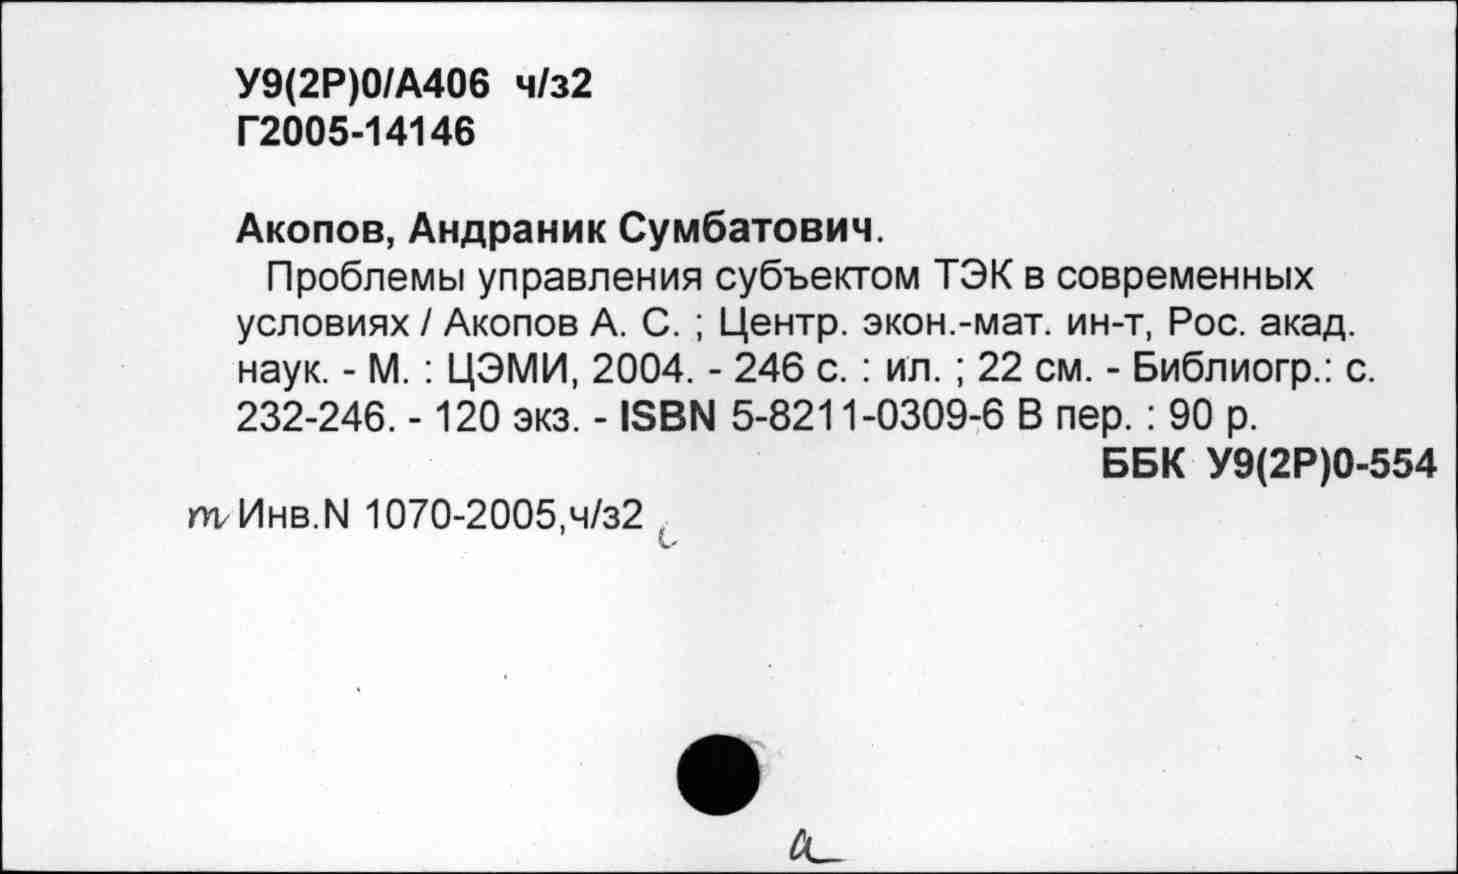 У9(2Р)0/А406 ч/з2
Г2005-14146
Акопов, Андраник Сумбатович.
Проблемы управления субъектом ТЭК в современных
условиях / Акопов А. С. ; Центр. экон.-мат. ин-т, Рос. акад.
наук. - М. : ЦЭМИ, 2004. - 246 с. : ил. ; 22 см. - Библиогр.: с.
232-246. - 120 экз. - ISBN 5-8211-0309-6 В пер. : 90 р.
ББК У9(2Р)0-554
Инв.N 1070-2005,ч/з2